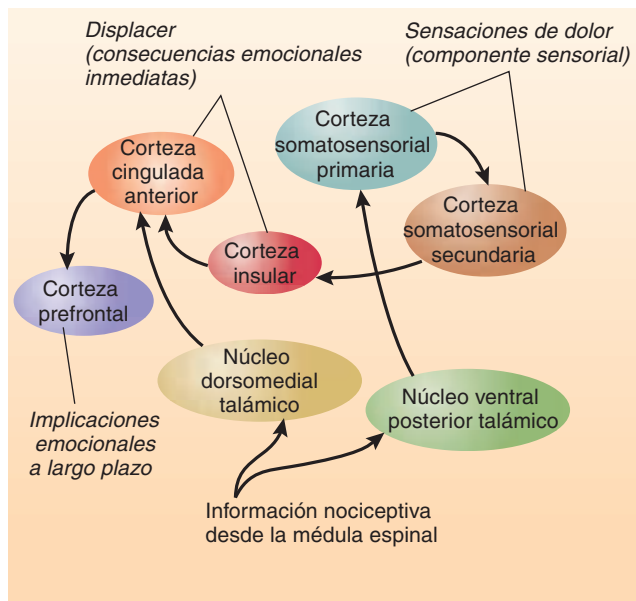 Displacer
(consecuencias emocionales
inmediatas)
Sensaciones de dolor
(componente sensorial)
Corteza
cingulada
anterior
Corteza
somatosensorial
primaria
Corteza
somatosensorial
secundaria
Corteza
insular
Corteza
prefrontal
Núcleo
dorsomedial
talámico
Núcleo ventral
posterior talámico
Implicaciones
emocionales
a largo plazo
Información nociceptiva
desde la médula espinal